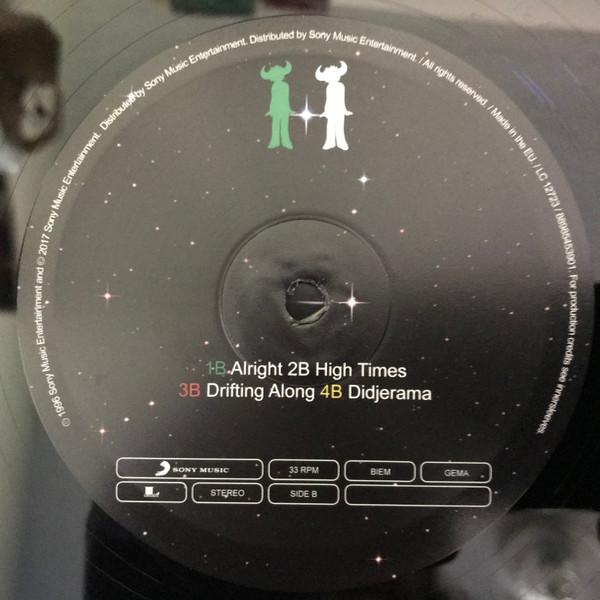 ℗ 1996 Sony Music Entertainment and © 2017 Sony Music Entertainment. Distributed by Sony Music Entertainment. Distributed by Sony Music Entertainment. / All rights reserved. / Made in the EU. / LC 12723 / 88985453901. For production credits see innersleeves.
1B Alright 2B High Times
3B Drifting Along 4B Didjerama
SONY MUSIC
33 RPM
BIEM
GEMA
STEREO
SIDE B